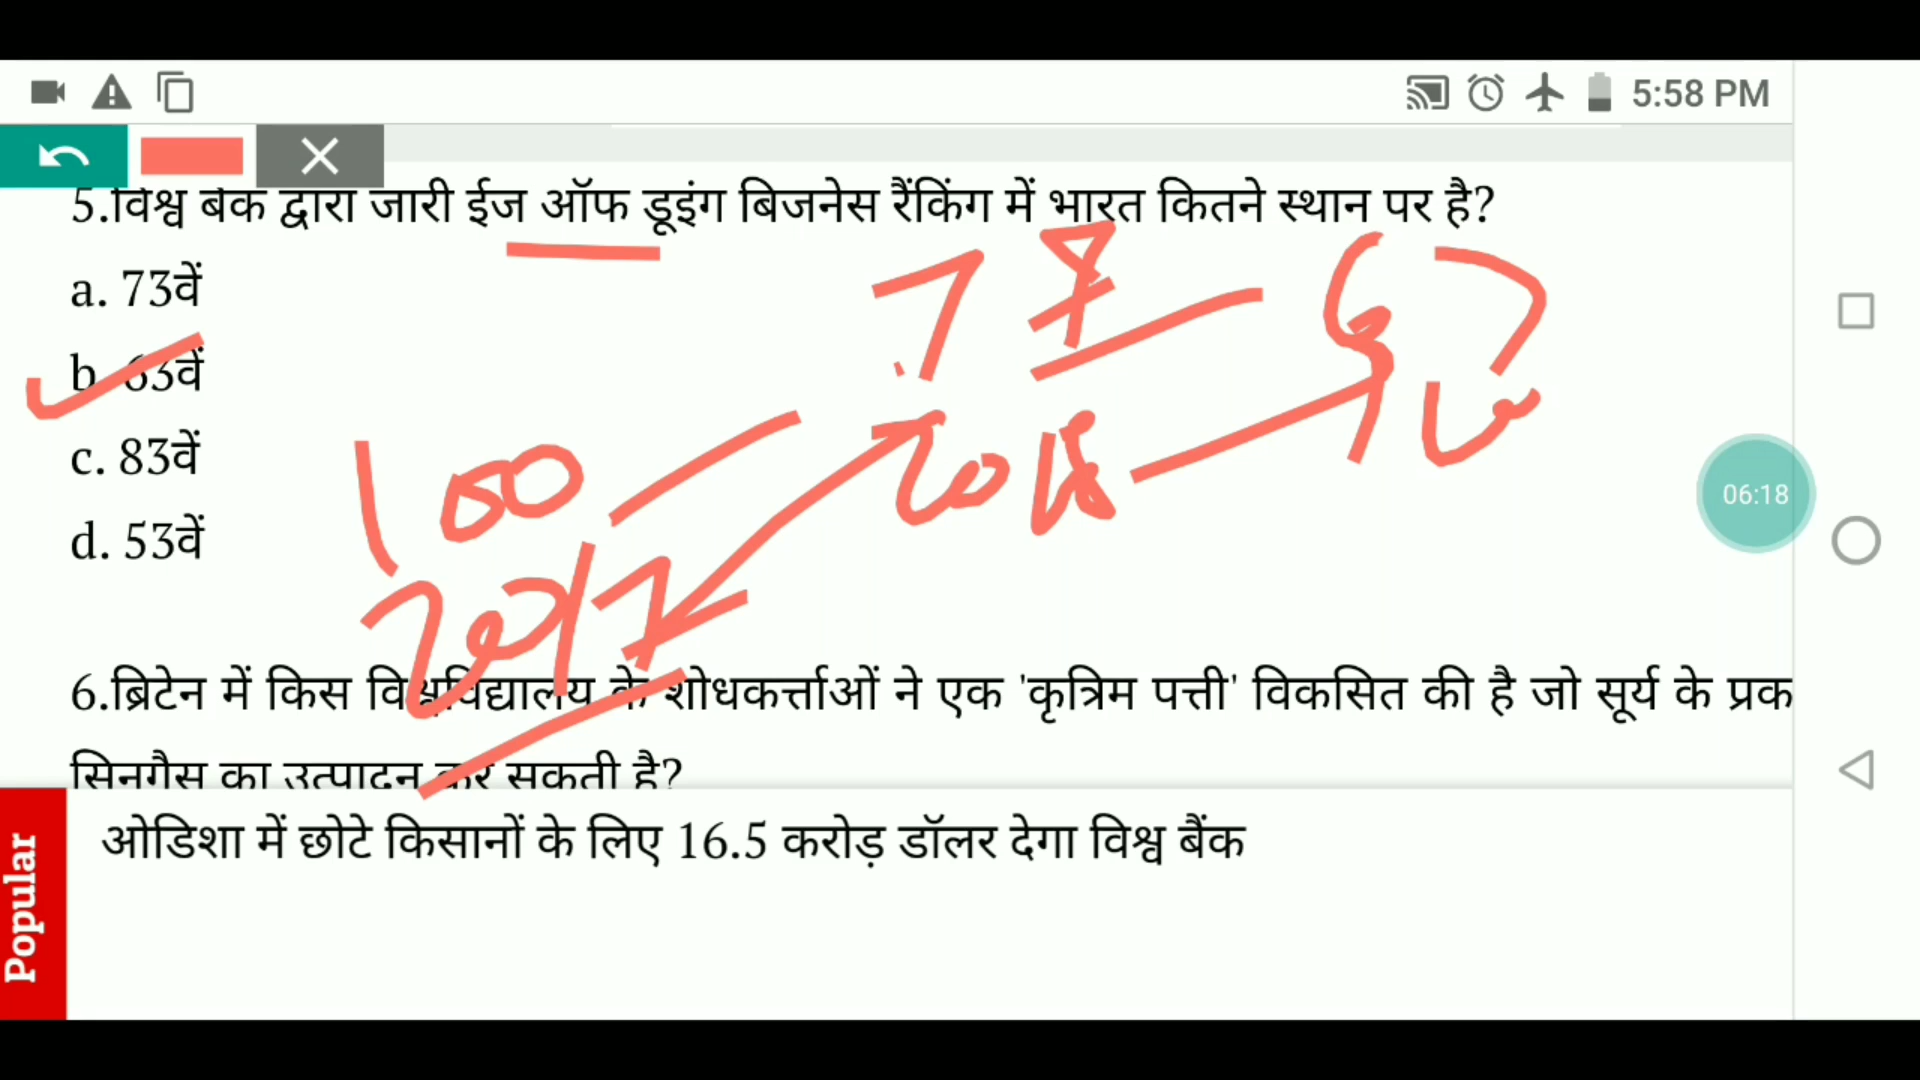 5:58 PM
5.विश्व बैंक द्वारा जारी ईज ऑफ डूइंग बिजनेस रैंकिंग में भारत कितने स्थान पर है?
a. 73वें
b. 63वें
c. 83वें
d. 53वें
100
77
2017
2018
06:18
6.ब्रिटेन में किस विश्वविद्यालय के शोधकर्त्ताओं ने एक 'कृत्रिम पत्ती' विकसित की है जो सूर्य के प्रक
सिनगैस का उत्पादन कर सकती है?
Popular
ओडिशा में छोटे किसानों के लिए 16.5 करोड़ डॉलर देगा विश्व बैंक